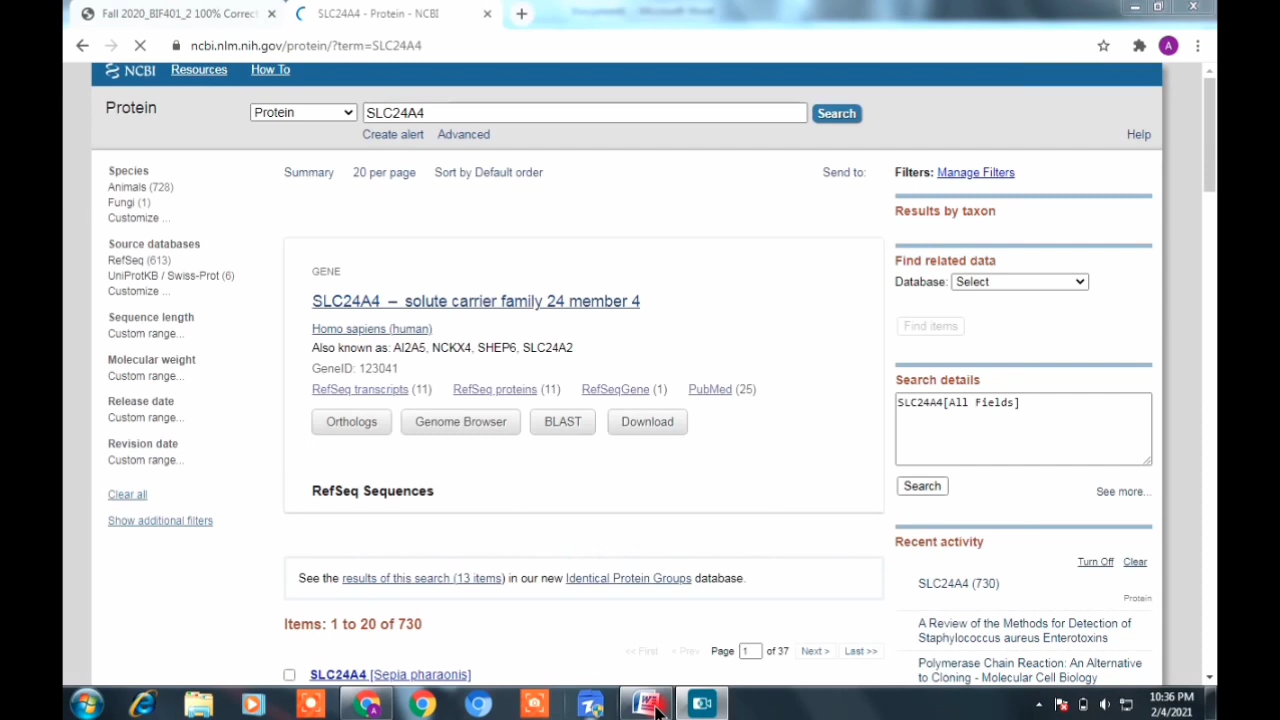 Fall 2020_BIF401_2 100% Correct
SLC24A4 - Protein - NCBI
ncbi.nlm.nih.gov/protein/?term=SLC24A4
A
NCBI Resources How To
Protein
Protein
SLC24A4
Search
Create alert Advanced
Help
Species
Animals (728)
Fungi (1)
Customize ...
Source databases
RefSeq (613)
UniProtKB / Swiss-Prot (6)
Customize ...
Sequence length
Custom range...
Molecular weight
Custom range...
Release date
Custom range...
Revision date
Custom range...
Clear all
Show additional filters
Summary 20 per page Sort by Default order
Send to:
GENE
SLC24A4 – solute carrier family 24 member 4
Homo sapiens (human)
Also known as: AI2A5, NCKX4, SHEP6, SLC24A2
GeneID: 123041
RefSeq transcripts (11) RefSeq proteins (11) RefSeqGene (1) PubMed (25)
Orthologs Genome Browser BLAST Download
RefSeq Sequences
See the results of this search (13 items) in our new Identical Protein Groups database.
Items: 1 to 20 of 730
<< First < Prev Page 1 of 37 Next > Last >>
SLC24A4 [Sepia pharaonis]
Filters: Manage Filters
Results by taxon
Find related data
Database: Select
Find items
Search details
SLC24A4[All Fields]
Search
See more...
Recent activity
Turn Off Clear
SLC24A4 (730)
Protein
A Review of the Methods for Detection of
Staphylococcus aureus Enterotoxins
Polymerase Chain Reaction: An Alternative
to Cloning - Molecular Cell Biology
10:36 PM
2/4/2021